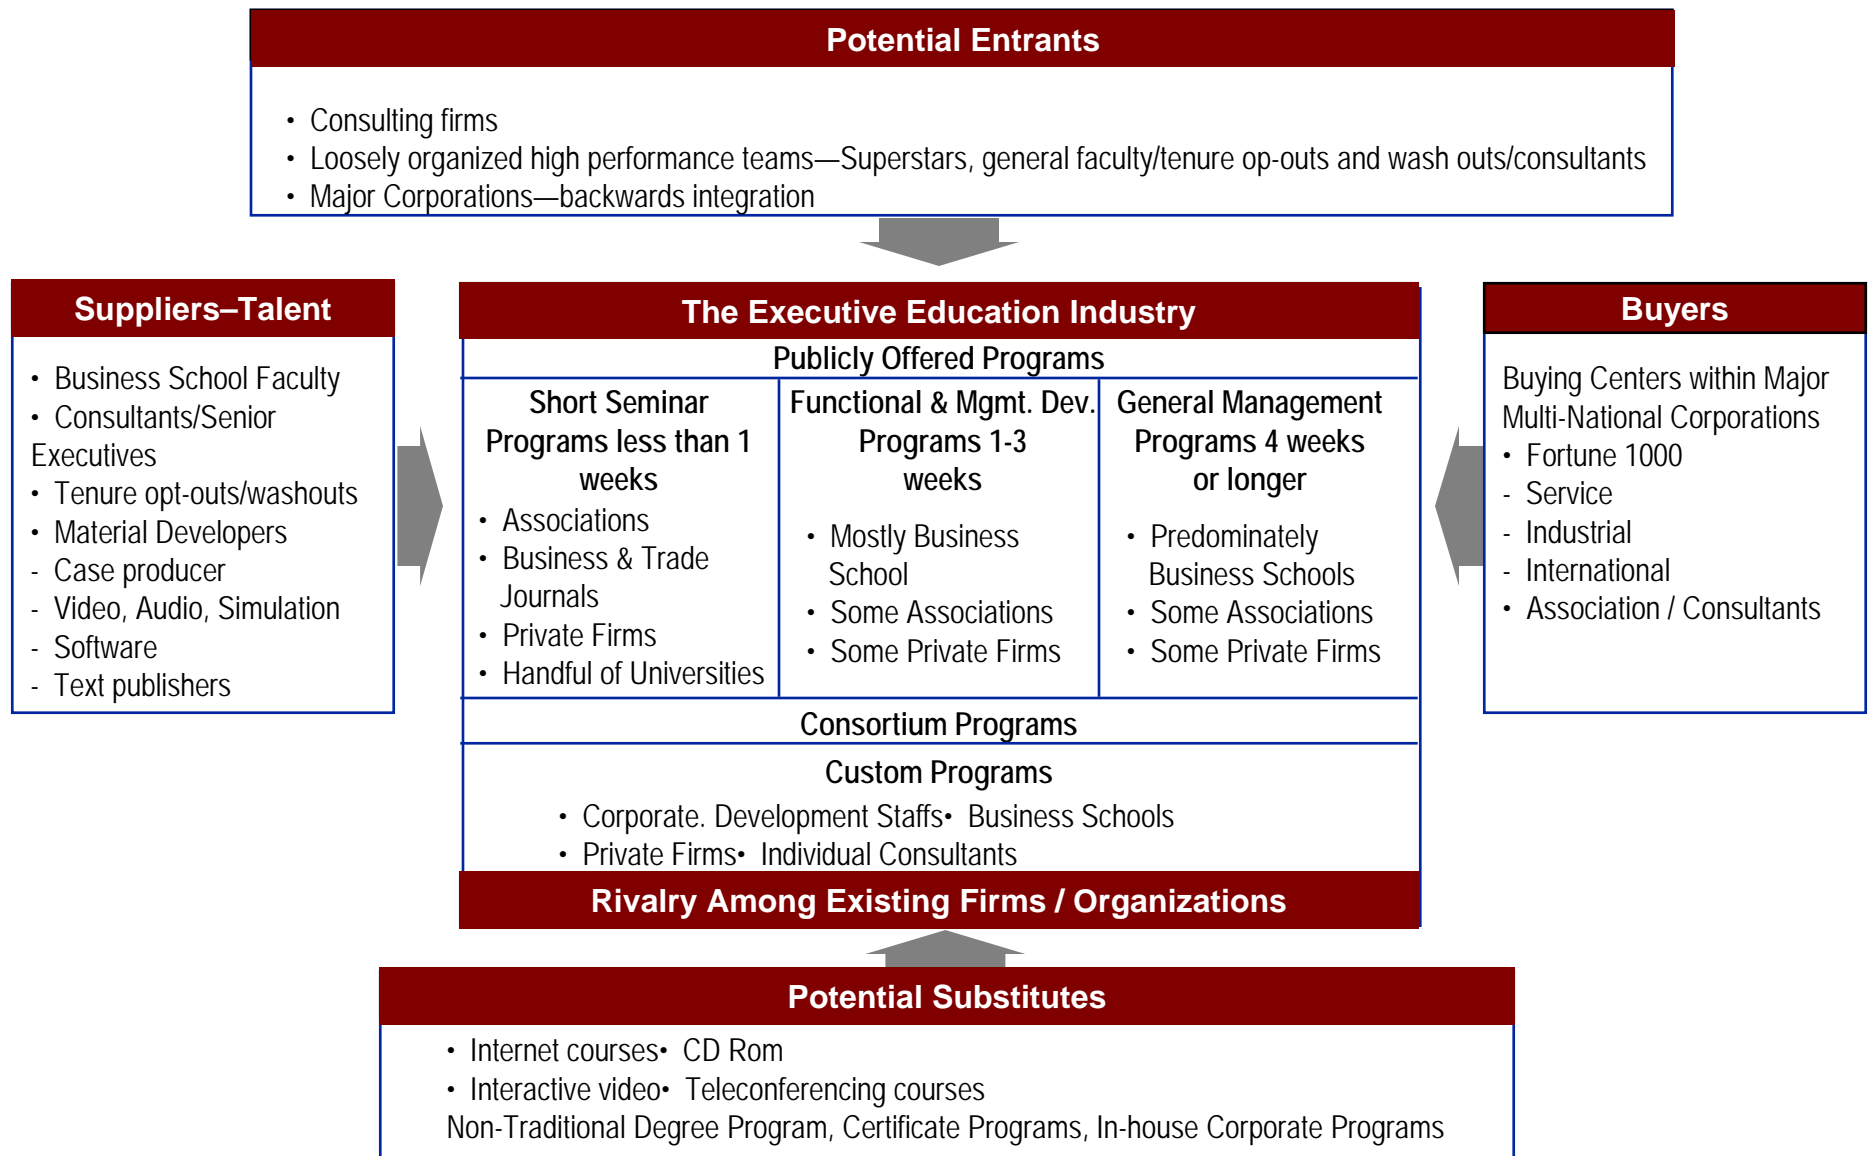 Potential Entrants
• Consulting firms
• Loosely organized high performance teams—Superstars, general faculty/tenure op-outs and wash outs/consultants
• Major Corporations—backwards integration
Suppliers–Talent
• Business School Faculty
• Consultants/Senior
Executives
• Tenure opt-outs/washouts
• Material Developers
- Case producer
- Video, Audio, Simulation
- Software
- Text publishers
The Executive Education Industry
Publicly Offered Programs
Short Seminar
Programs less than 1
weeks
• Associations
• Business & Trade
Journals
• Private Firms
• Handful of Universities
Functional & Mgmt. Dev.
Programs 1-3
weeks
• Mostly Business
School
• Some Associations
• Some Private Firms
General Management
Programs 4 weeks
or longer
• Predominately
Business Schools
• Some Associations
• Some Private Firms
Consortium Programs
Custom Programs
• Corporate. Development Staffs• Business Schools
• Private Firms• Individual Consultants
Rivalry Among Existing Firms / Organizations
Buyers
Buying Centers within Major
Multi-National Corporations
• Fortune 1000
- Service
- Industrial
- International
• Association / Consultants
Potential Substitutes
• Internet courses• CD Rom
• Interactive video• Teleconferencing courses
Non-Traditional Degree Program, Certificate Programs, In-house Corporate Programs